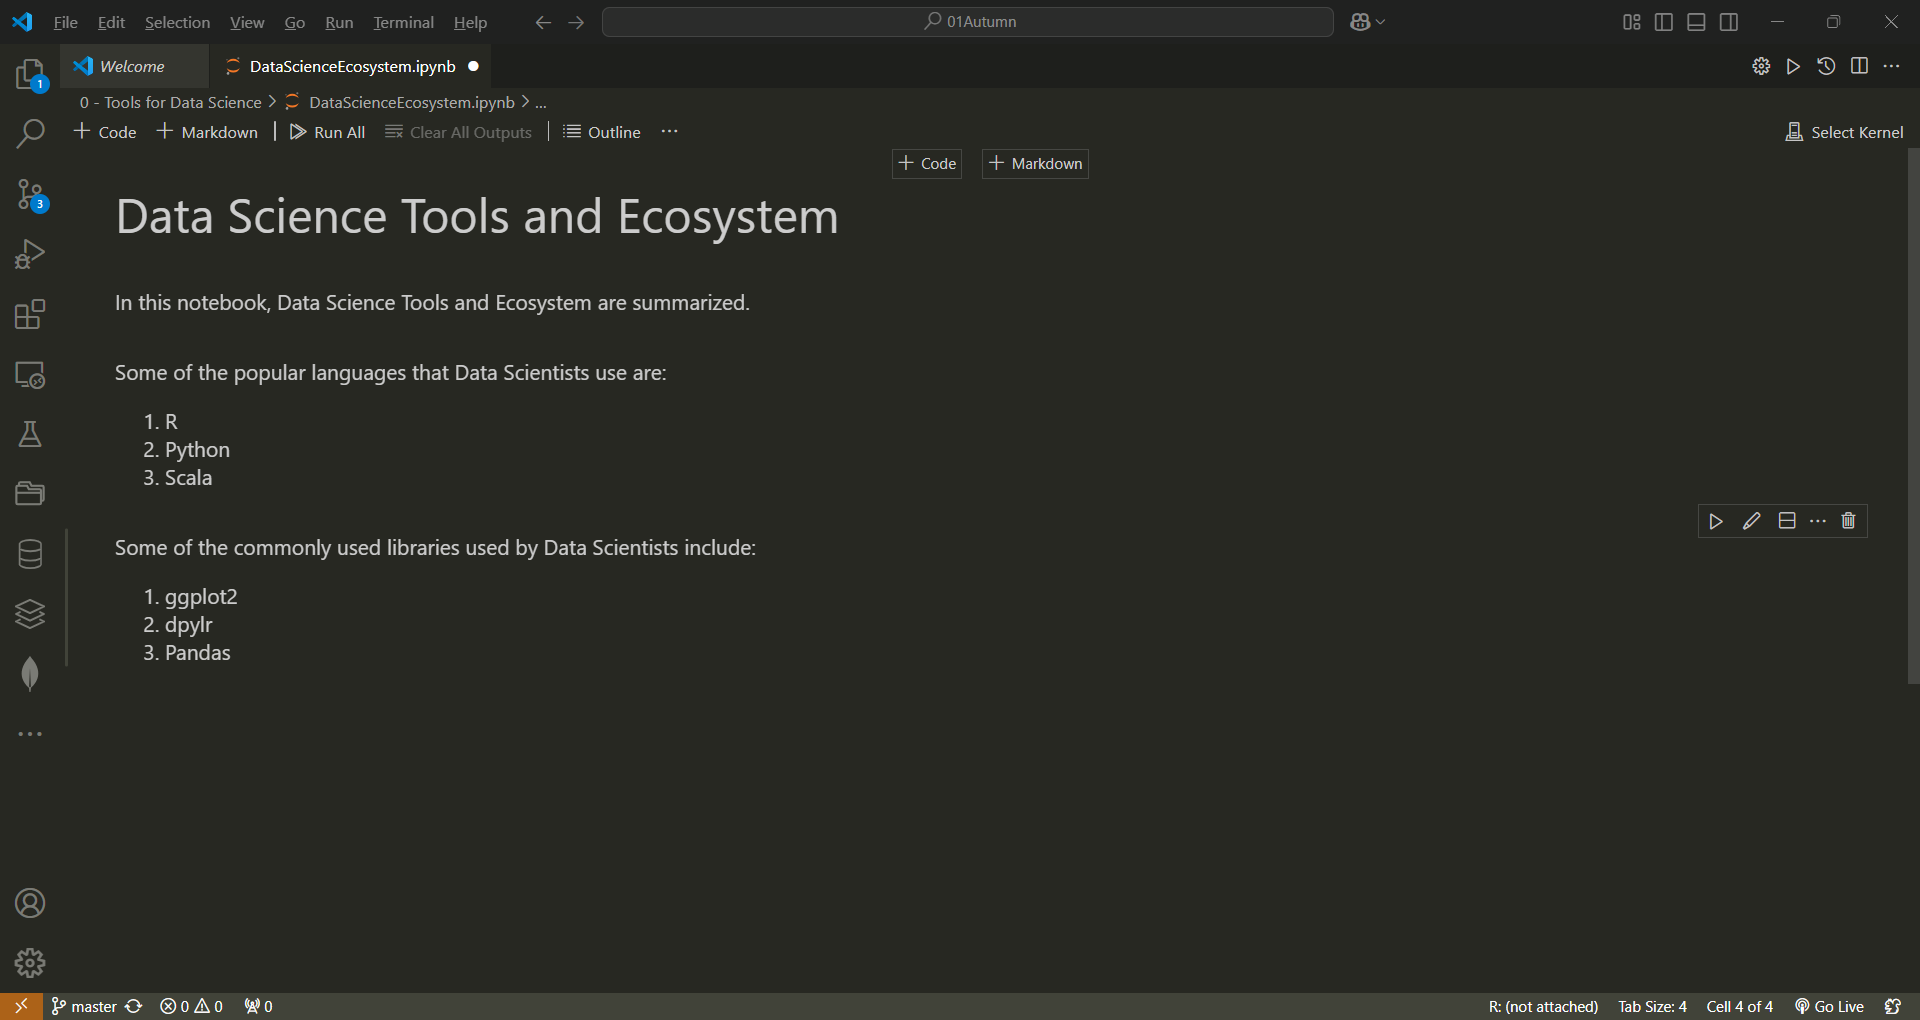 File Edit Selection View Go Run Terminal Help 01Autumn
1 Welcome DataScienceEcosystem.ipynb
0 - Tools for Data Science > DataScienceEcosystem.ipynb > ...
+ Code + Markdown | Run All Clear All Outputs | Outline ... Select Kernel
+ Code + Markdown
Data Science Tools and Ecosystem
3
In this notebook, Data Science Tools and Ecosystem are summarized.
Some of the popular languages that Data Scientists use are:
1. R
2. Python
3. Scala
Some of the commonly used libraries used by Data Scientists include:
1. ggplot2
2. dpylr
3. Pandas
master 0 0 0 R: (not attached) Tab Size: 4 Cell 4 of 4 Go Live